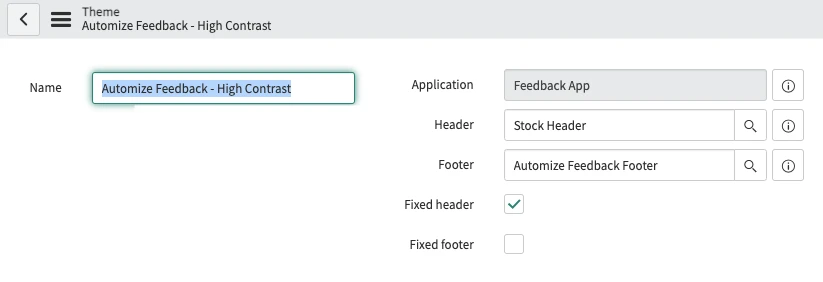 Theme
Automize Feedback - High Contrast
Name
Automize Feedback - High Contrast
Application
Feedback App
Header
Stock Header
Footer
Automize Feedback Footer
Fixed header
Fixed footer